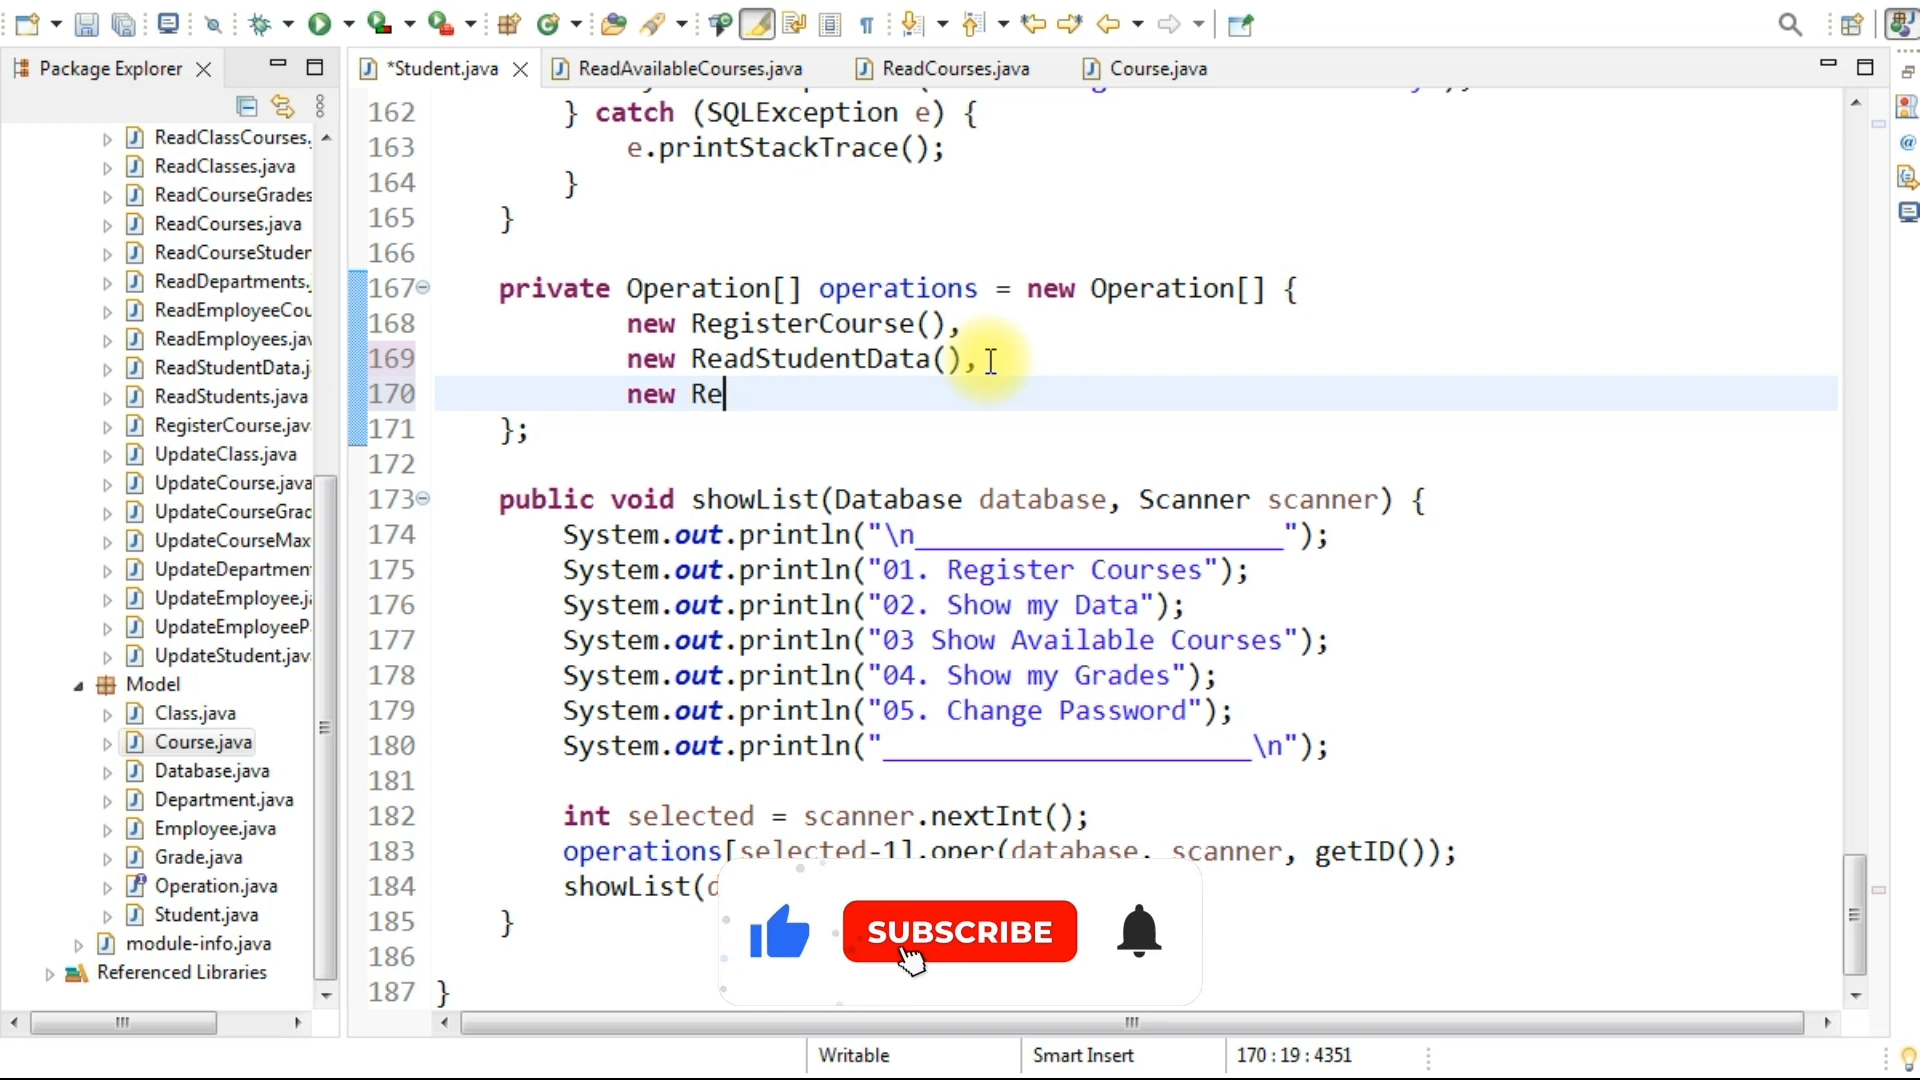 Package Explorer
*Student.java
ReadAvailableCourses.java
ReadCourses.java
Course.java
ReadClassCourses.
ReadClasses.java
ReadCourseGrades
ReadCourses.java
ReadCourseStuder
ReadDepartments.j
ReadEmployeeCou
ReadEmployees.jav
ReadStudentData.j
ReadStudents.java
RegisterCourse.jav
UpdateClass.java
UpdateCourse.java
UpdateCourseGrad
UpdateCourseMax
UpdateDepartmen
UpdateEmployee.j
UpdateEmployeeP
UpdateStudent.jav
Model
Class.java
Course.java
Database.java
Department.java
Employee.java
Grade.java
Operation.java
Student.java
module-info.java
Referenced Libraries
162 } catch (SQLException e) {
163 e.printStackTrace();
164 }
165 }
166
167 private Operation[] operations = new Operation[] {
168 new RegisterCourse(),
169 new ReadStudentData(),
170 new Re
171 };
172
173 public void showList(Database database, Scanner scanner) {
174 System.out.println("\n_______________________");
175 System.out.println("01. Register Courses");
176 System.out.println("02. Show my Data");
177 System.out.println("03 Show Available Courses");
178 System.out.println("04. Show my Grades");
179 System.out.println("05. Change Password");
180 System.out.println("_______________________\n");
181
182 int selected = scanner.nextInt();
183 operations[selected-1].oper(database, scanner, getID());
184 showList(d
185 }
186
187 }
SUBSCRIBE
Writable
Smart Insert
170 : 19 : 4351